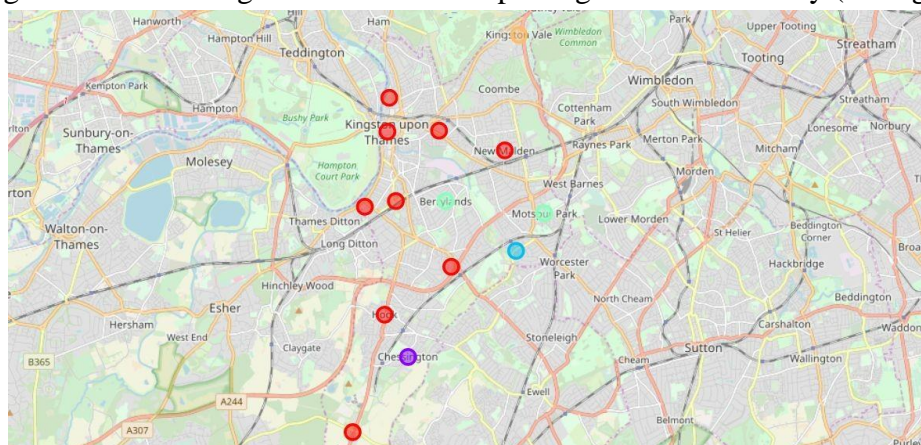 Hanworth
Ham
Kingston Vale
Wimbledon
Common
Park
Upper Tooting
Hampton Hill
Teddington
Streatham
Tooting
Kempton Park
Wimbledon
Coombe
Hampton
Cottenham
Park
South Wimbledon
Streatham
Bushy Park
Kingston upon
Thames
Lonesome
Norbury
Sunbury-on-
Thames
Raynes Park
Merton Park
Mitcham
Molesey
New Malden
Hampton
Court Park
Morden
West Barnes
Berrylands
Thames Ditton
Motspur Park
Lower Morden
Walton-on-
Thames
St Helier
Beddington
Corner
Long Ditton
Worcester
Park
Hackbridge
Hinchley Wood
North Cheam
Beddington
Esher
Hook
Hersham
West End
Stoneleigh
Carshalton
Waddon
Claygate
Chessington
Sutton
B365
Cheam
Wallington
Ewell
A244
Belmont
A307